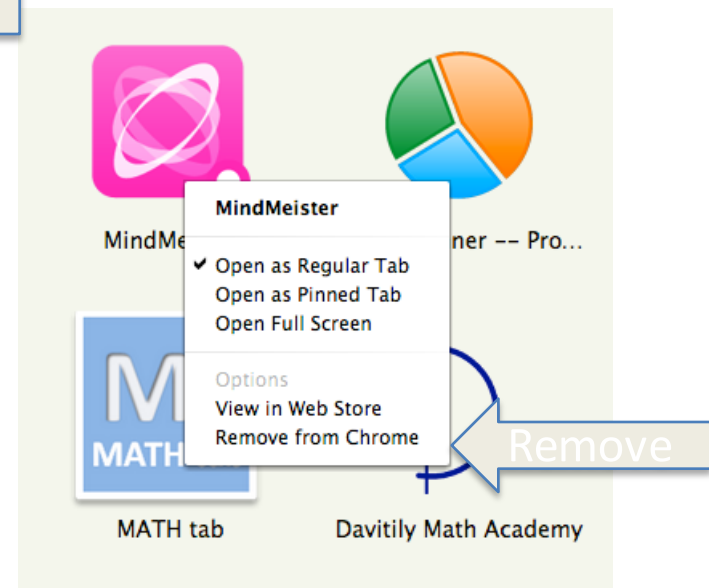 MindMe
ner -- Pro...
MindMeister
✔ Open as Regular Tab
Open as Pinned Tab
Open Full Screen
Options
View in Web Store
Remove from Chrome
Remove
M
MATH
MATH tab
Davitily Math Academy